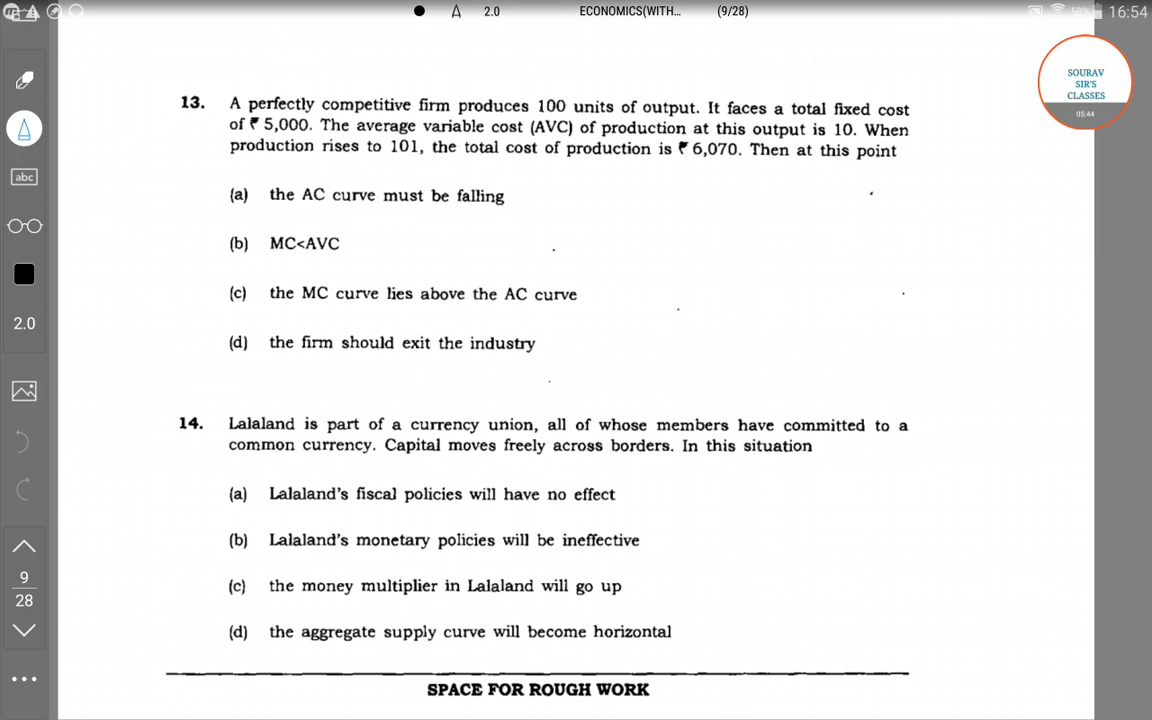 2.0
ECONOMICS(WITH...
(9/28)
58%
16:54
SOURAV
SIR'S
CLASSES
05:44
abc
2.0
9
28
13. A perfectly competitive firm produces 100 units of output. It faces a total fixed cost
of ₹ 5,000. The average variable cost (AVC) of production at this output is 10. When
production rises to 101, the total cost of production is ₹ 6,070. Then at this point
(a) the AC curve must be falling
(b) MC<AVC
(c) the MC curve lies above the AC curve
(d) the firm should exit the industry
14. Lalaland is part of a currency union, all of whose members have committed to a
common currency. Capital moves freely across borders. In this situation
(a) Lalaland's fiscal policies will have no effect
(b) Lalaland's monetary policies will be ineffective
(c) the money multiplier in Lalaland will go up
(d) the aggregate supply curve will become horizontal
SPACE FOR ROUGH WORK